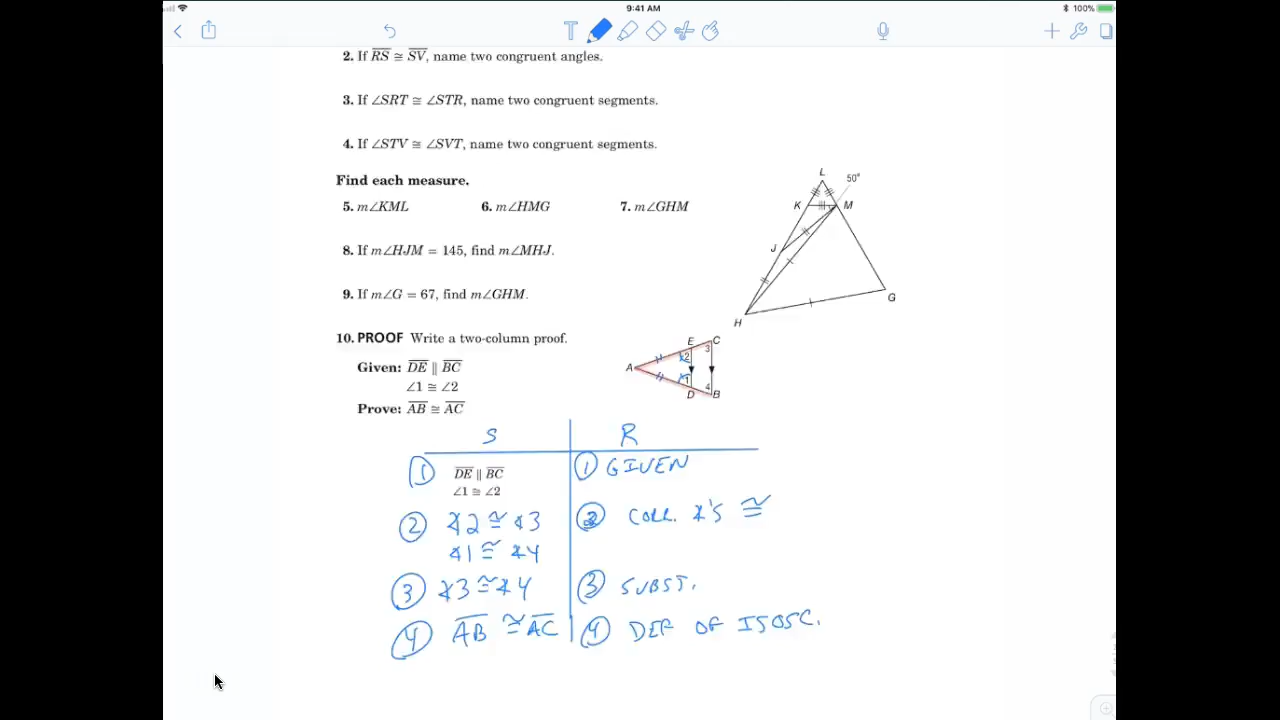 9:41 AM
100%
2. If RS ≅ SV, name two congruent angles.
3. If ∠SRT ≅ ∠STR, name two congruent segments.
4. If ∠STV ≅ ∠SVT, name two congruent segments.
Find each measure.
5. m∠KML 6. m∠HMG 7. m∠GHM
8. If m∠HJM = 145, find m∠MHJ.
9. If m∠G = 67, find m∠GHM.
L
50°
K
M
J
G
H
10. PROOF Write a two-column proof.
Given: DE ∥ BC
∠1 ≅ ∠2
Prove: AB ≅ AC
E C
2 3
A
1 4
D B
S R
① DE ∥ BC ① GIVEN
∠1 ≅ ∠2
② ∡2 ≅ ∡3 ② CORR. ∡'S ≅
∡1 ≅ ∡4
③ ∡3 ≅ ∡4 ③ SUBST.
④ AB ≅ AC ④ DEF OF ISOSC.